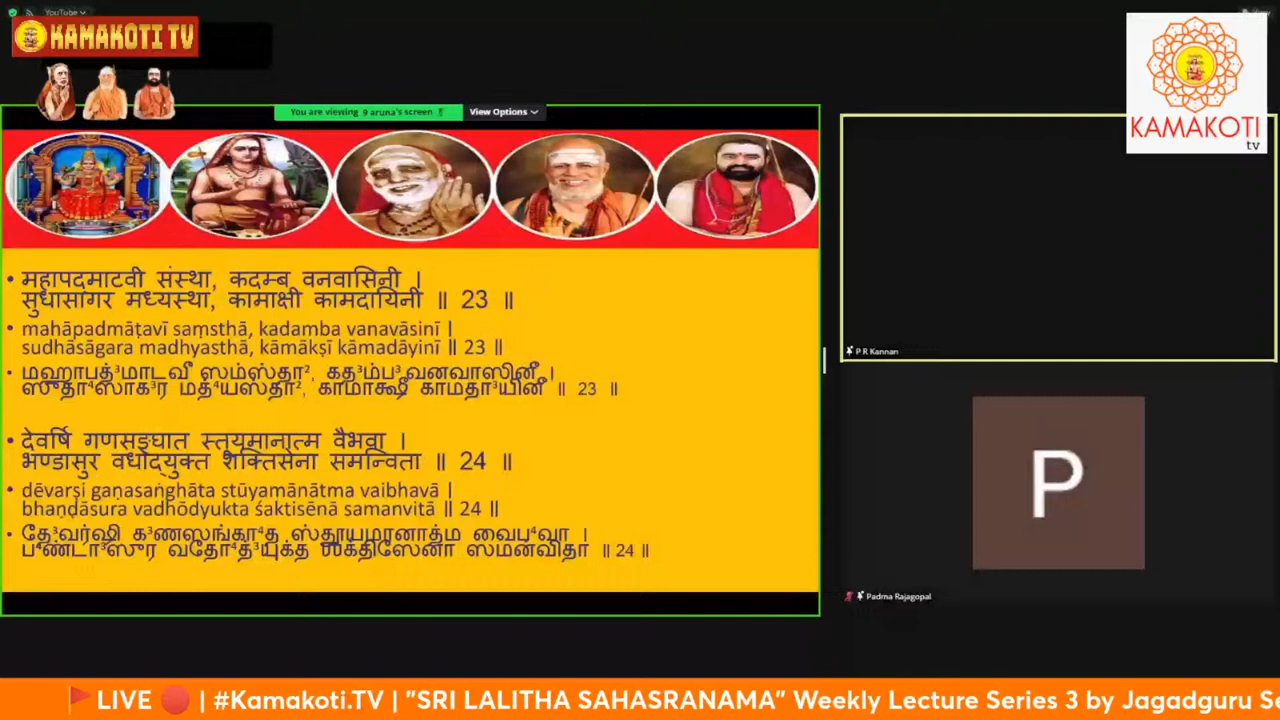 YouTube
View
KAMAKOTI TV
KAMAKOTI
tv
You are viewing 9 aruna's screen
View Options
• महापद्माटवी संस्था, कदम्ब वनवासिनी ।
सुधासागर मध्यस्था, कामाक्षी कामदायिनी ॥ 23 ॥
• mahāpadmāṭavī saṃsthā, kadamba vanavāsinī |
sudhāsāgara madhyasthā, kāmākṣī kāmadāyinī ॥ 23 ॥
• மஹாபத்³மாடவீ ஸம்ஸ்தா², கத³ம்ப³ வனவாஸினீ ।
ஸுதா⁴ஸாக³ர மத்⁴யஸ்தா², காமாக்ஷீ காமதா³யினீ ॥ 23 ॥
• देवर्षि गणसङ्घात स्तूयमानात्म वैभवा ।
भण्डासुर वधोद्युक्त शक्तिसेना समन्विता ॥ 24 ॥
• dēvarṣi gaṇasaṅghāta stūyamānātma vaibhavā |
bhaṇḍāsura vadhōdyukta śaktisēnā samanvitā ॥ 24 ॥
• தே³வர்ஷி க³ணஸங்கா⁴த ஸ்தூயமானாத்ம வைப⁴வா ।
ப⁴ண்டா³ஸுர வதோ⁴த்³யுக்த ஶக்திஸேனா ஸமன்விதா ॥ 24 ॥
P R Kannan
P
Padma Rajagopal
LIVE | #Kamakoti.TV | "SRI LALITHA SAHASRANAMA" Weekly Lecture Series 3 by Jagadguru S